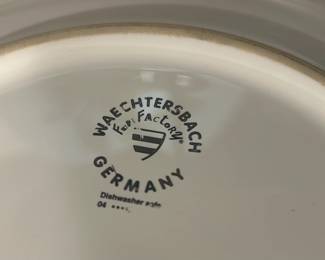 WAECHTERSBACH
Fun Factory®
GERMANY
Dishwasher safe
04